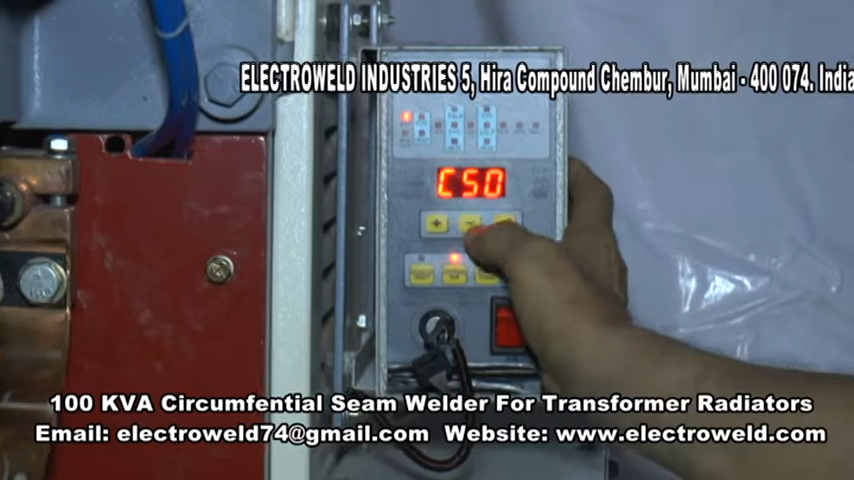 ELECTROWELD INDUSTRIES 5, Hira Compound Chembur, Mumbai - 400 074. India
C50
+ -
100 KVA Circumfential Seam Welder For Transformer Radiators
Email: electroweld74@gmail.com Website: www.electroweld.com